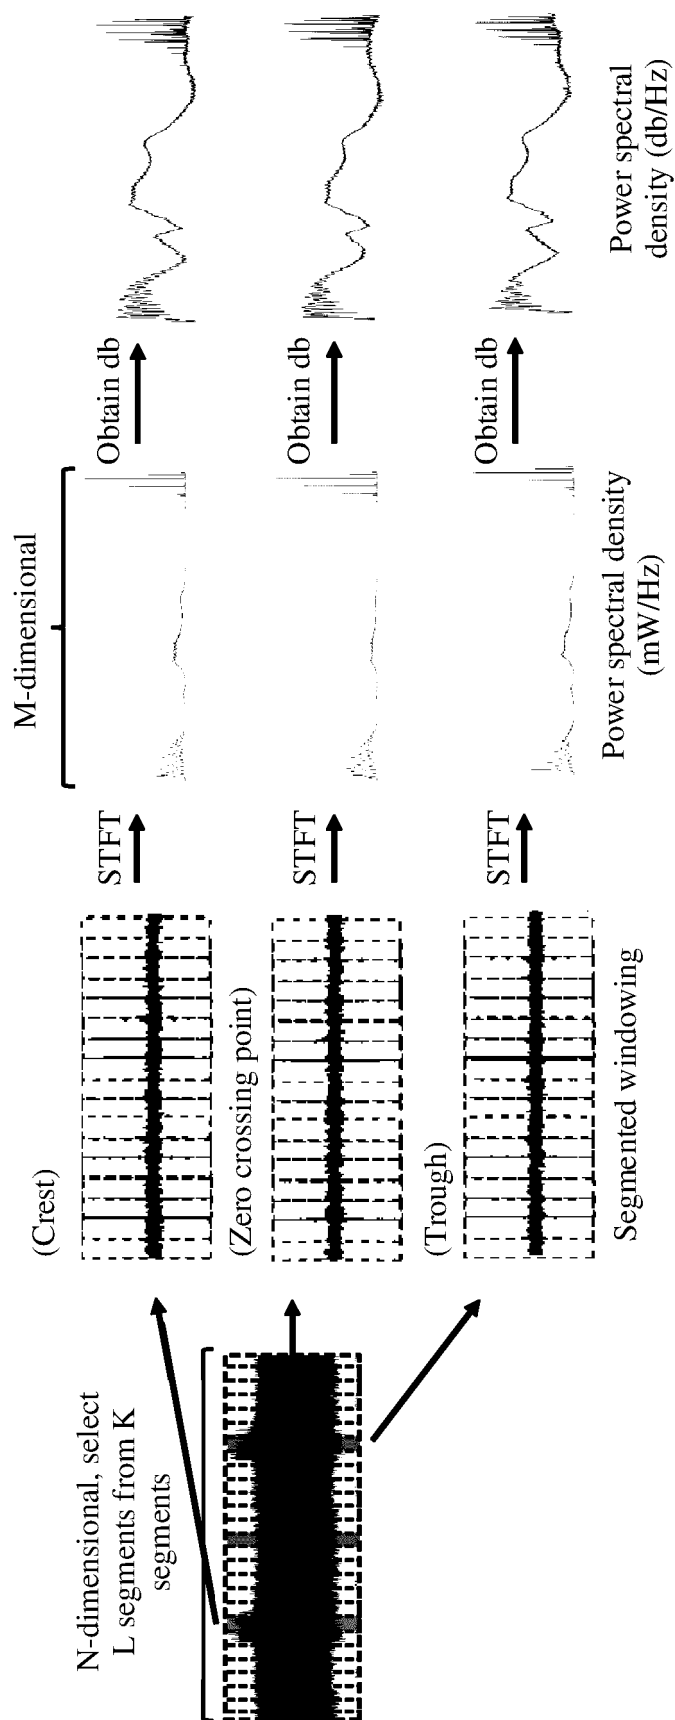 N-dimensional, select
L segments from K
segments
(Crest)
(Zero crossing point)
(Trough)
Segmented windowing
STFT
STFT
STFT
M-dimensional
Power spectral density
(mW/Hz)
Obtain db
Obtain db
Obtain db
Power spectral
density (db/Hz)